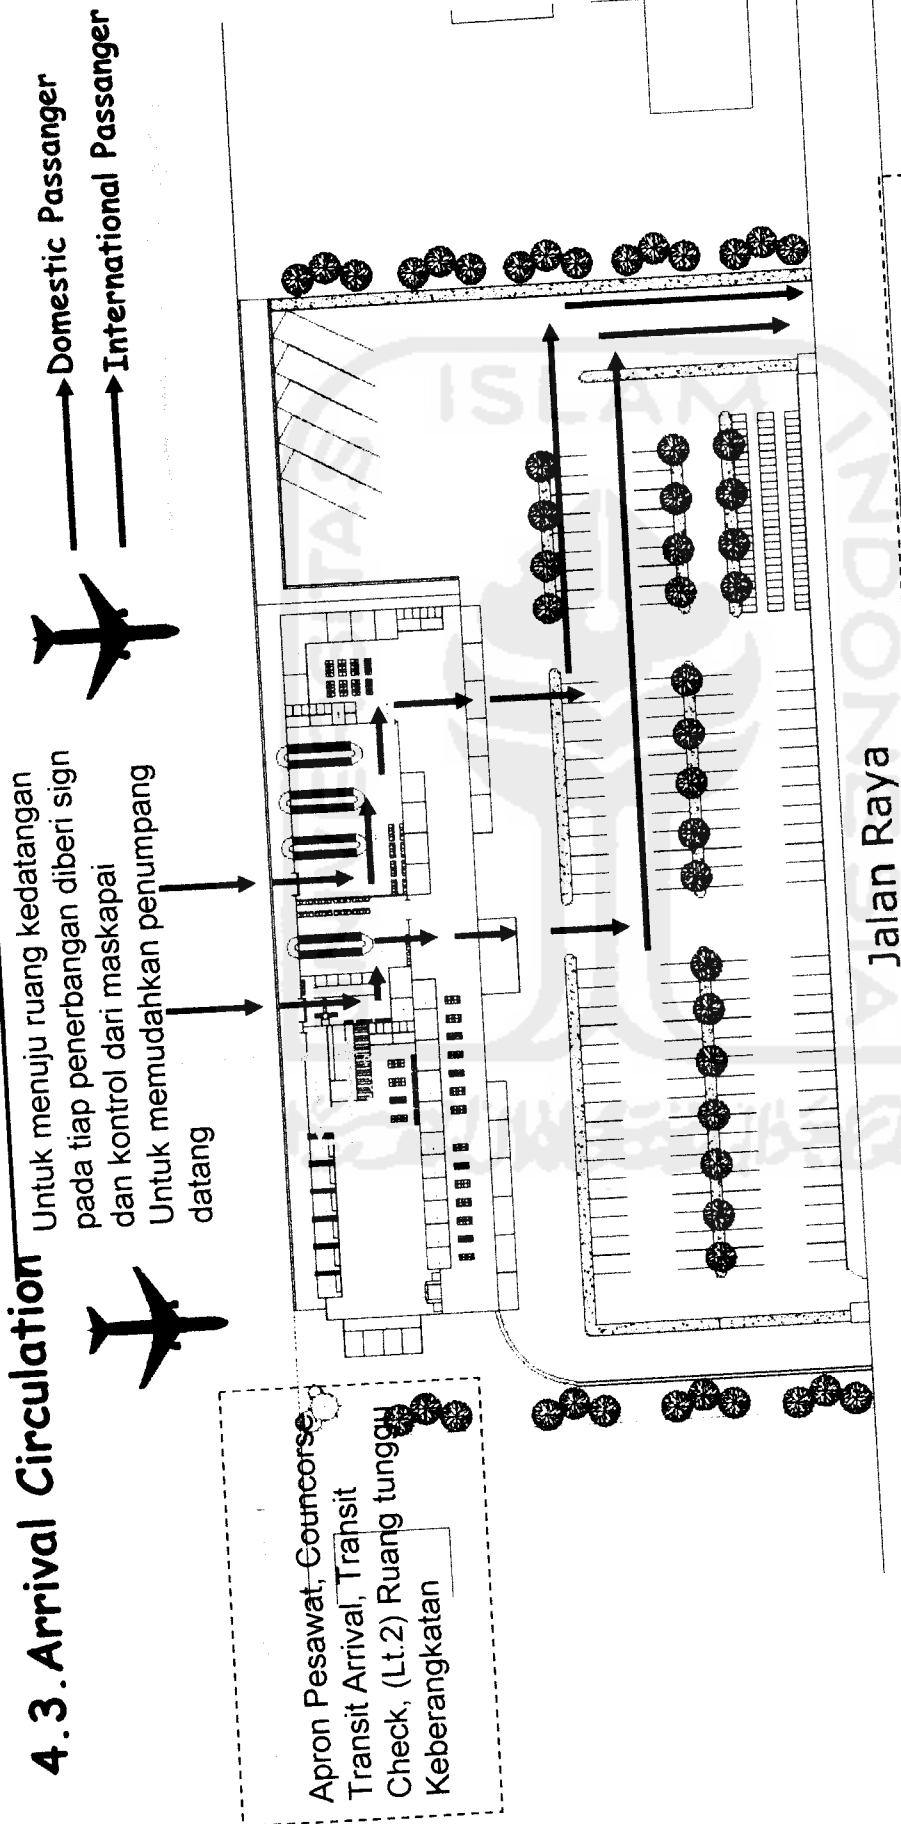 4.3.Arrival Circulation
Untuk menuju ruang kedatangan
pada tiap penerbangan diberi sign
dan kontrol dari maskapai
Untuk memudahkan penumpang
datang
Domestic Passanger
International Passanger
Apron Pesawat, Councorse
Transit Arrival, Transit
Check, (Lt.2) Ruang tunggu
Keberangkatan
Jalan Raya
ISLAM
INDONESIA